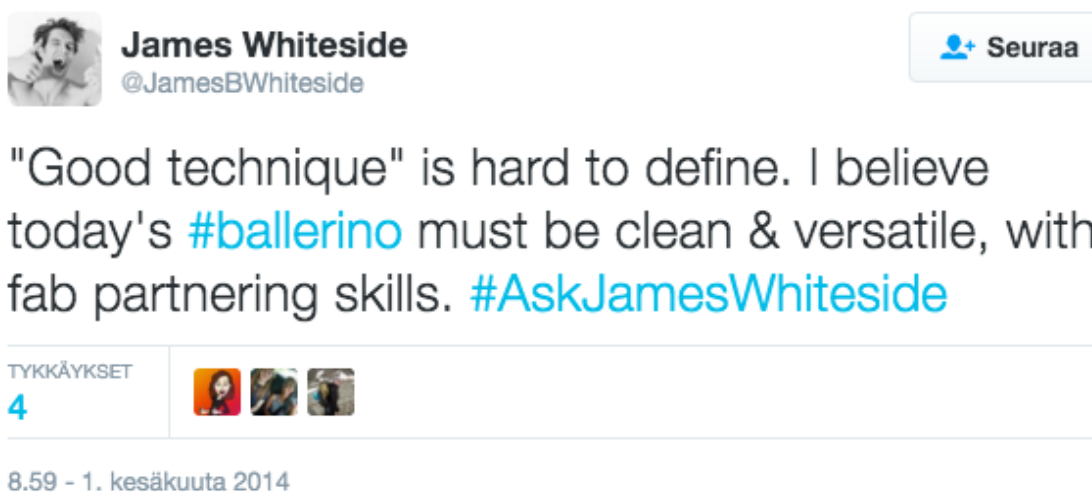 James Whiteside
@JamesBWhiteside
Seuraa
"Good technique" is hard to define. I believe
today's #ballerino must be clean & versatile, with
fab partnering skills. #AskJamesWhiteside
TYKKÄYKSET
4
8.59 - 1. kesäkuuta 2014